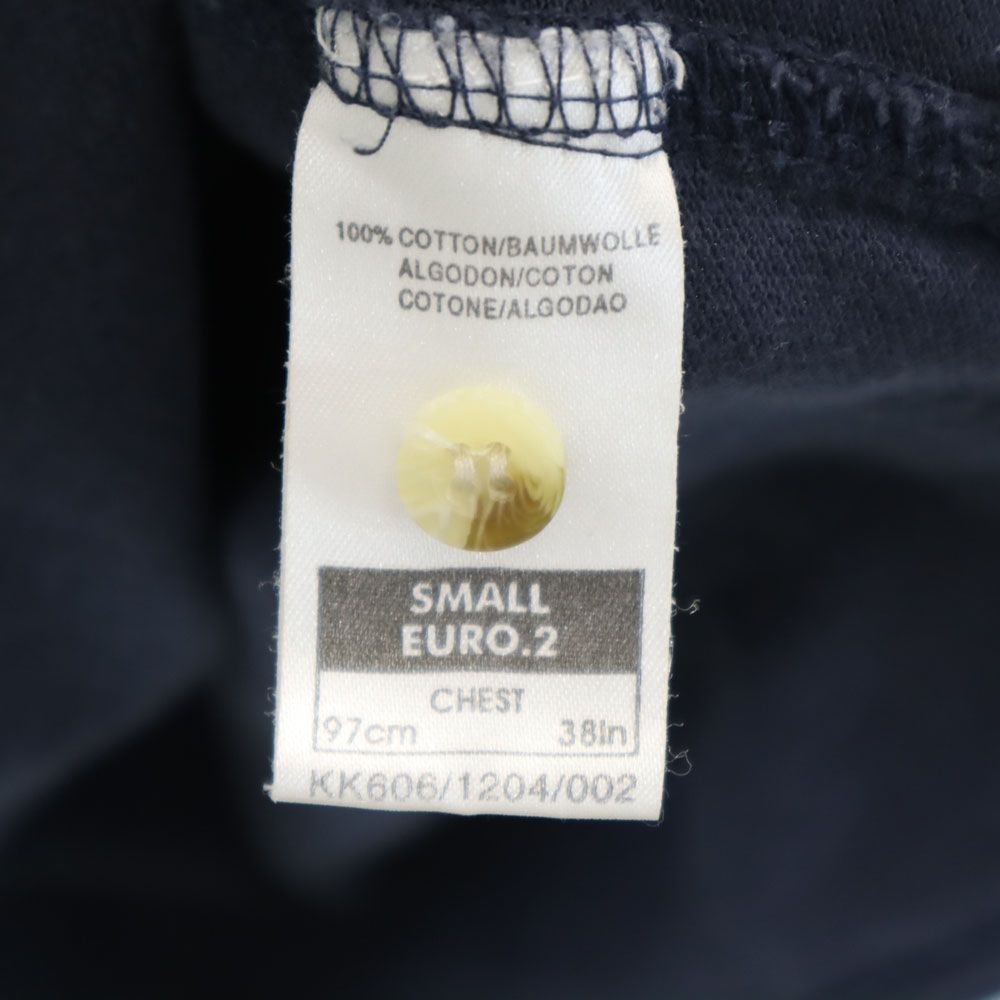 100% COTTON/BAUMWOLLE
ALGODON/COTON
COTONE/ALGODAO
SMALL
EURO.2
CHEST
97cm 38in
KK606/1204/002